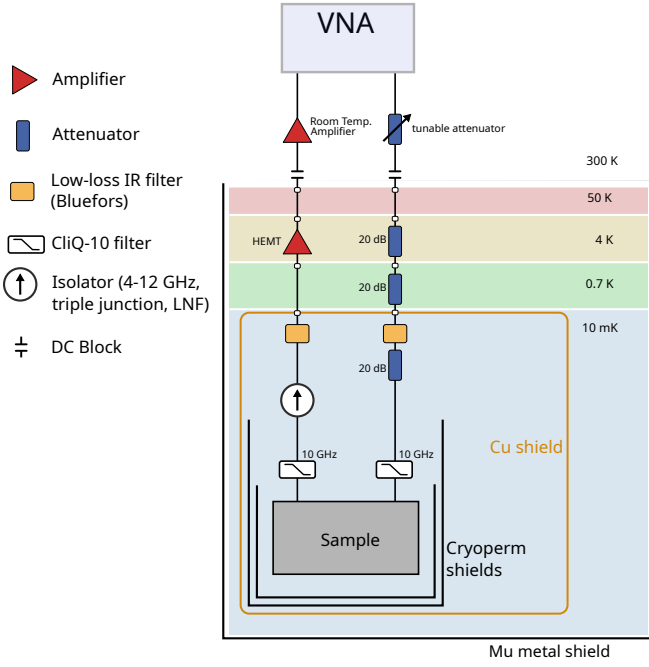 VNA
Amplifier
Room Temp.
Amplifier
tunable attenuator
Attenuator
300 K
Low-loss IR filter
(Bluefors)
50 K
CliQ-10 filter
HEMT
20 dB
4 K
Isolator (4-12 GHz,
triple junction, LNF)
20 dB
0.7 K
10 mK
DC Block
20 dB
10 GHz
10 GHz
Cu shield
Sample
Cryoperm
shields
Mu metal shield